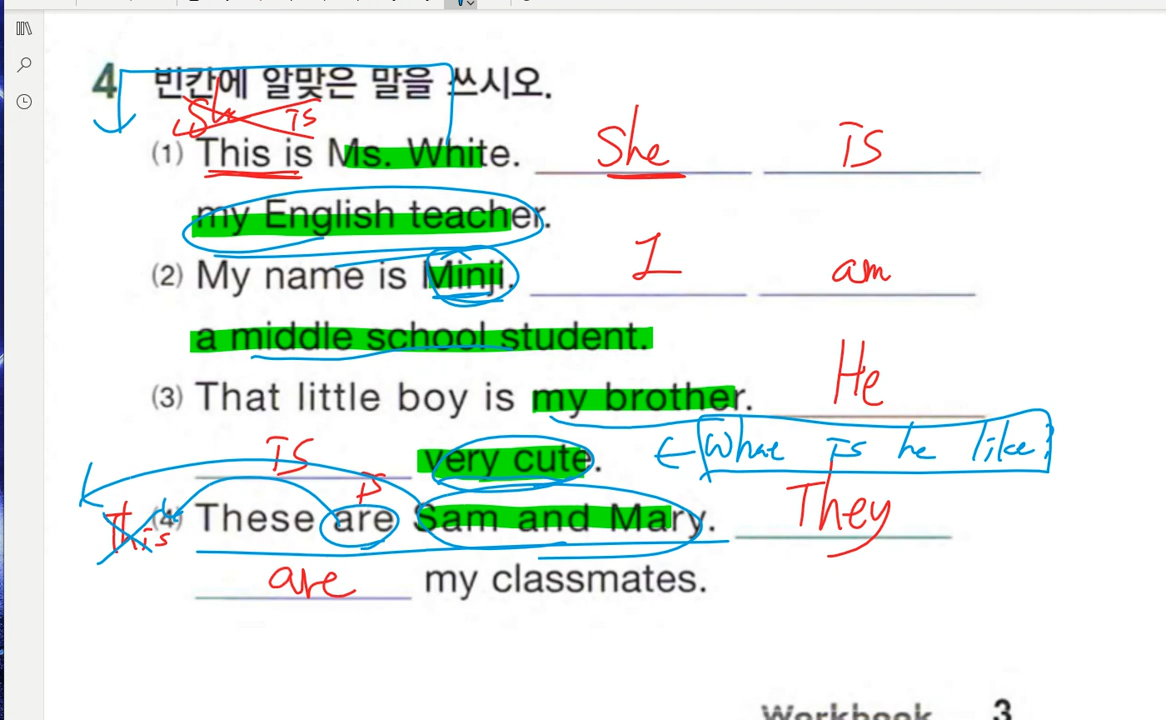 4 빈칸에 알맞은 말을 쓰시오.
She is
(1) This is Ms. White. She is
my English teacher.
(2) My name is Minji. I am
a middle school student.
(3) That little boy is my brother. He
is very cute. What is he like?
is
this (4) These are Sam and Mary. They
are my classmates.
Workbook 3